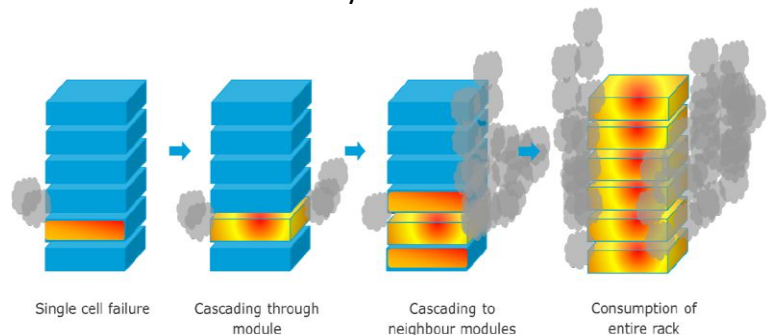 Single cell failure
Cascading through
module
Cascading to
neighbour modules
Consumption of
entire rack